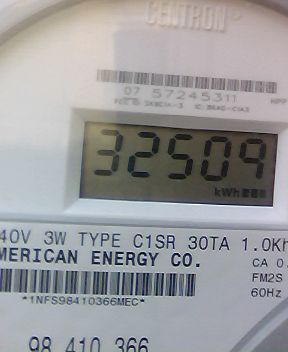 CENTRON®
07 57245311
32509
kWh
40V 3W TYPE C1SR 30TA 1.0Kh
MERICAN ENERGY CO.
CA 0.
FM2S
60Hz
*1NFS98410366MEC*
98 410 366